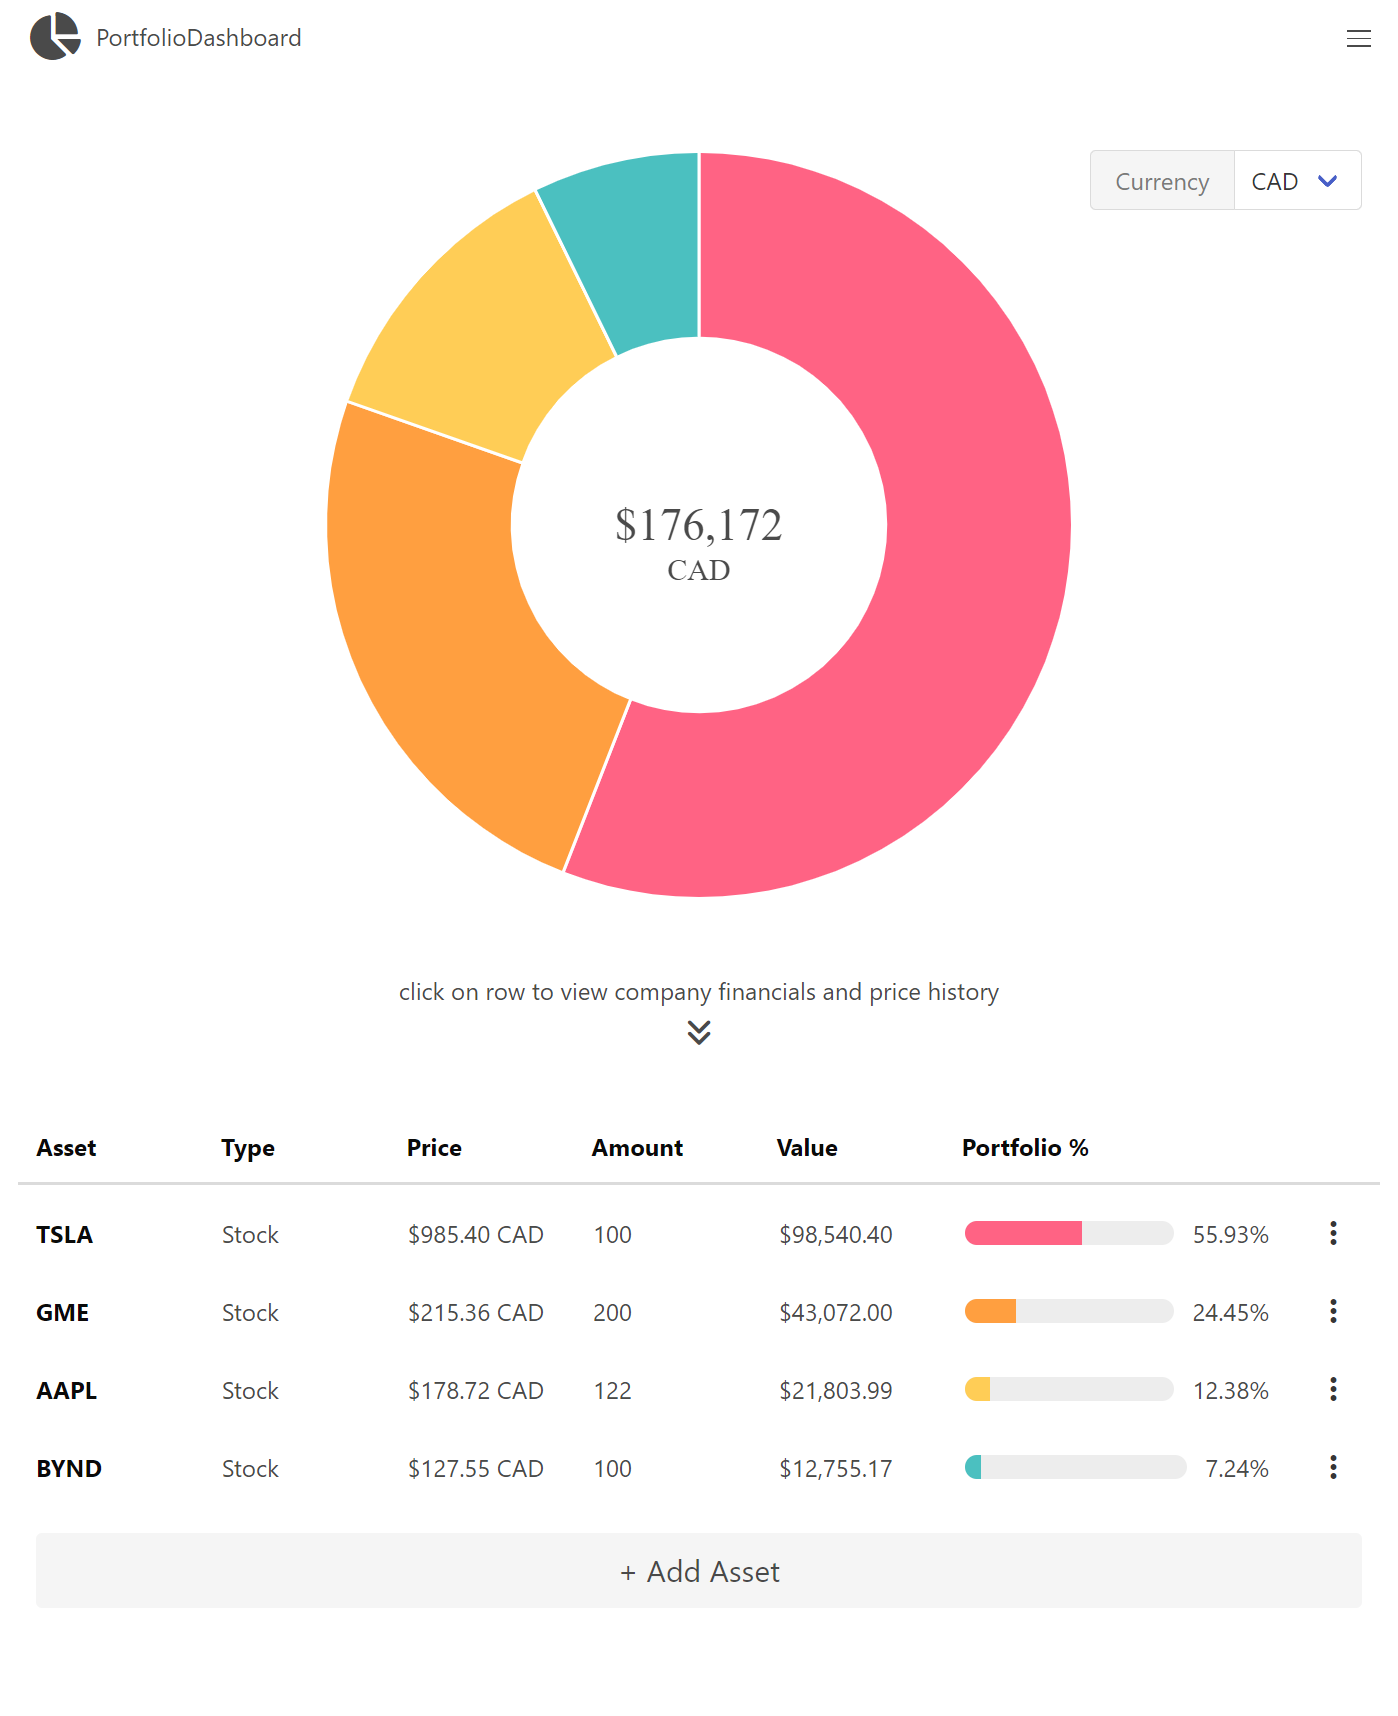 PortfolioDashboard
Currency CAD
$176,172
CAD
click on row to view company financials and price history
Asset Type Price Amount Value Portfolio %
TSLA Stock $985.40 CAD 100 $98,540.40 55.93%
GME Stock $215.36 CAD 200 $43,072.00 24.45%
AAPL Stock $178.72 CAD 122 $21,803.99 12.38%
BYND Stock $127.55 CAD 100 $12,755.17 7.24%
+ Add Asset